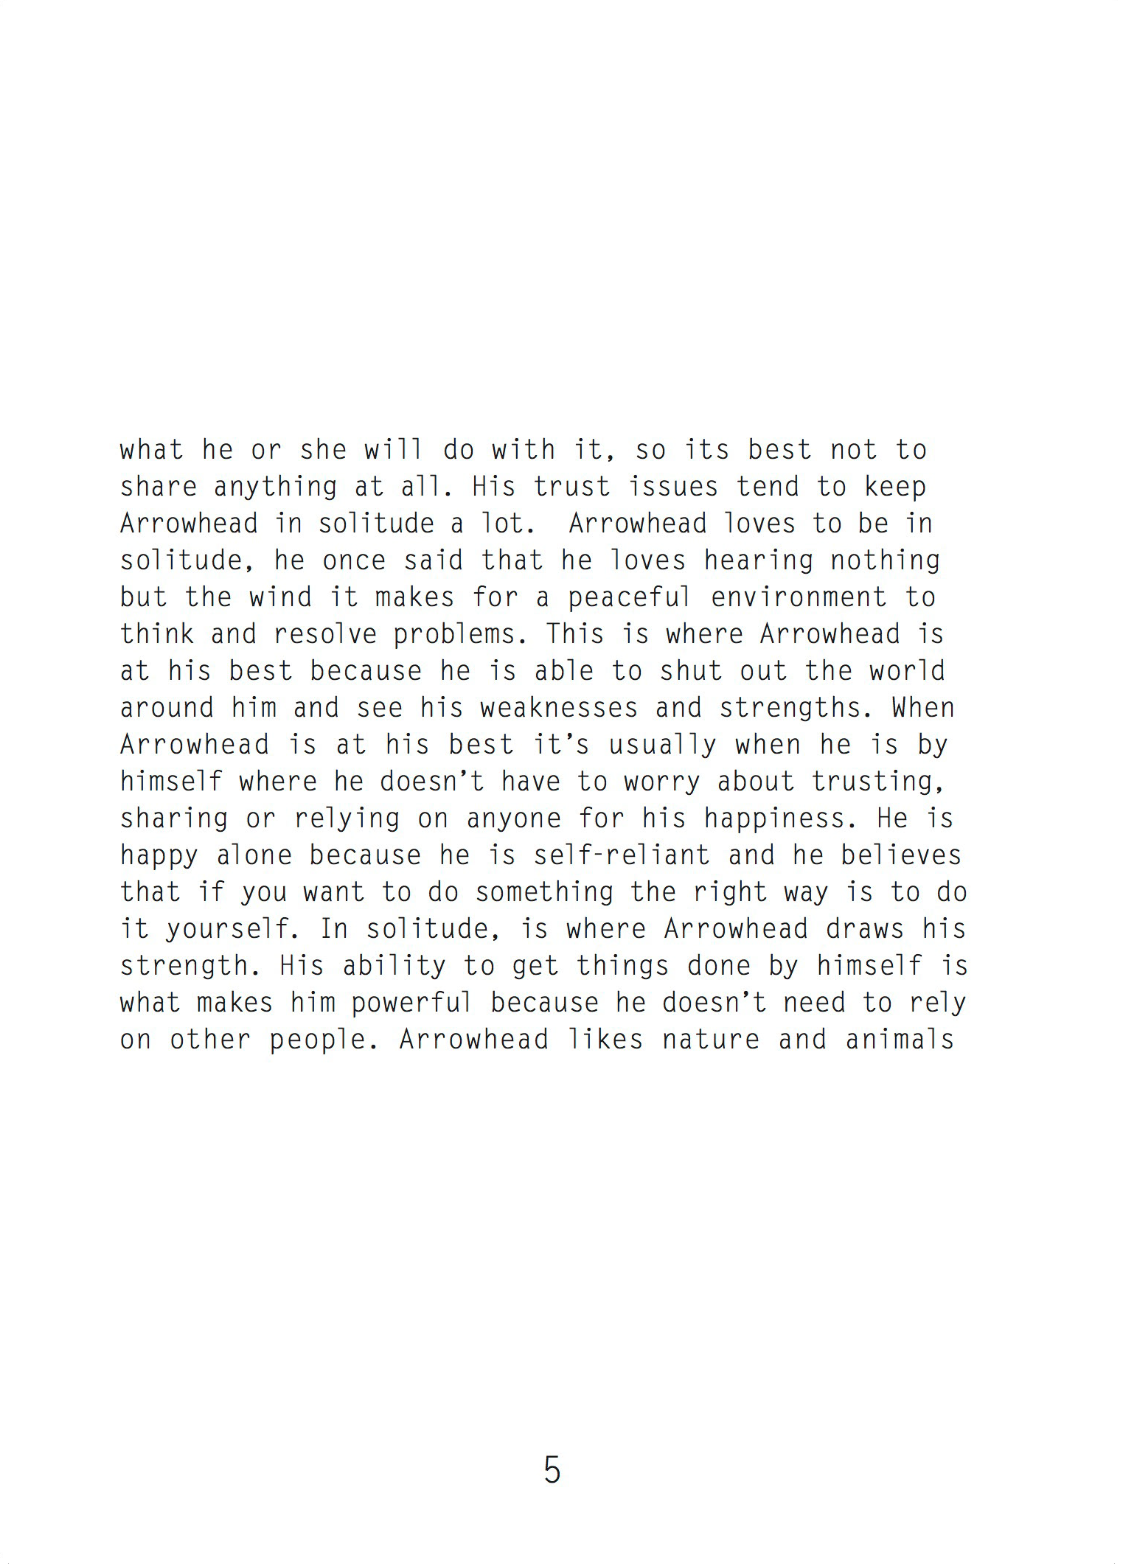 what he or she will do with it, so its best not to
share anything at all. His trust issues tend to keep
Arrowhead in solitude a lot.  Arrowhead loves to be in
solitude, he once said that he loves hearing nothing
but the wind it makes for a peaceful environment to
think and resolve problems. This is where Arrowhead is
at his best because he is able to shut out the world
around him and see his weaknesses and strengths. When
Arrowhead is at his best it’s usually when he is by
himself where he doesn’t have to worry about trusting,
sharing or relying on anyone for his happiness. He is
happy alone because he is self-reliant and he believes
that if you want to do something the right way is to do
it yourself. In solitude, is where Arrowhead draws his
strength. His ability to get things done by himself is
what makes him powerful because he doesn’t need to rely
on other people. Arrowhead likes nature and animals
5